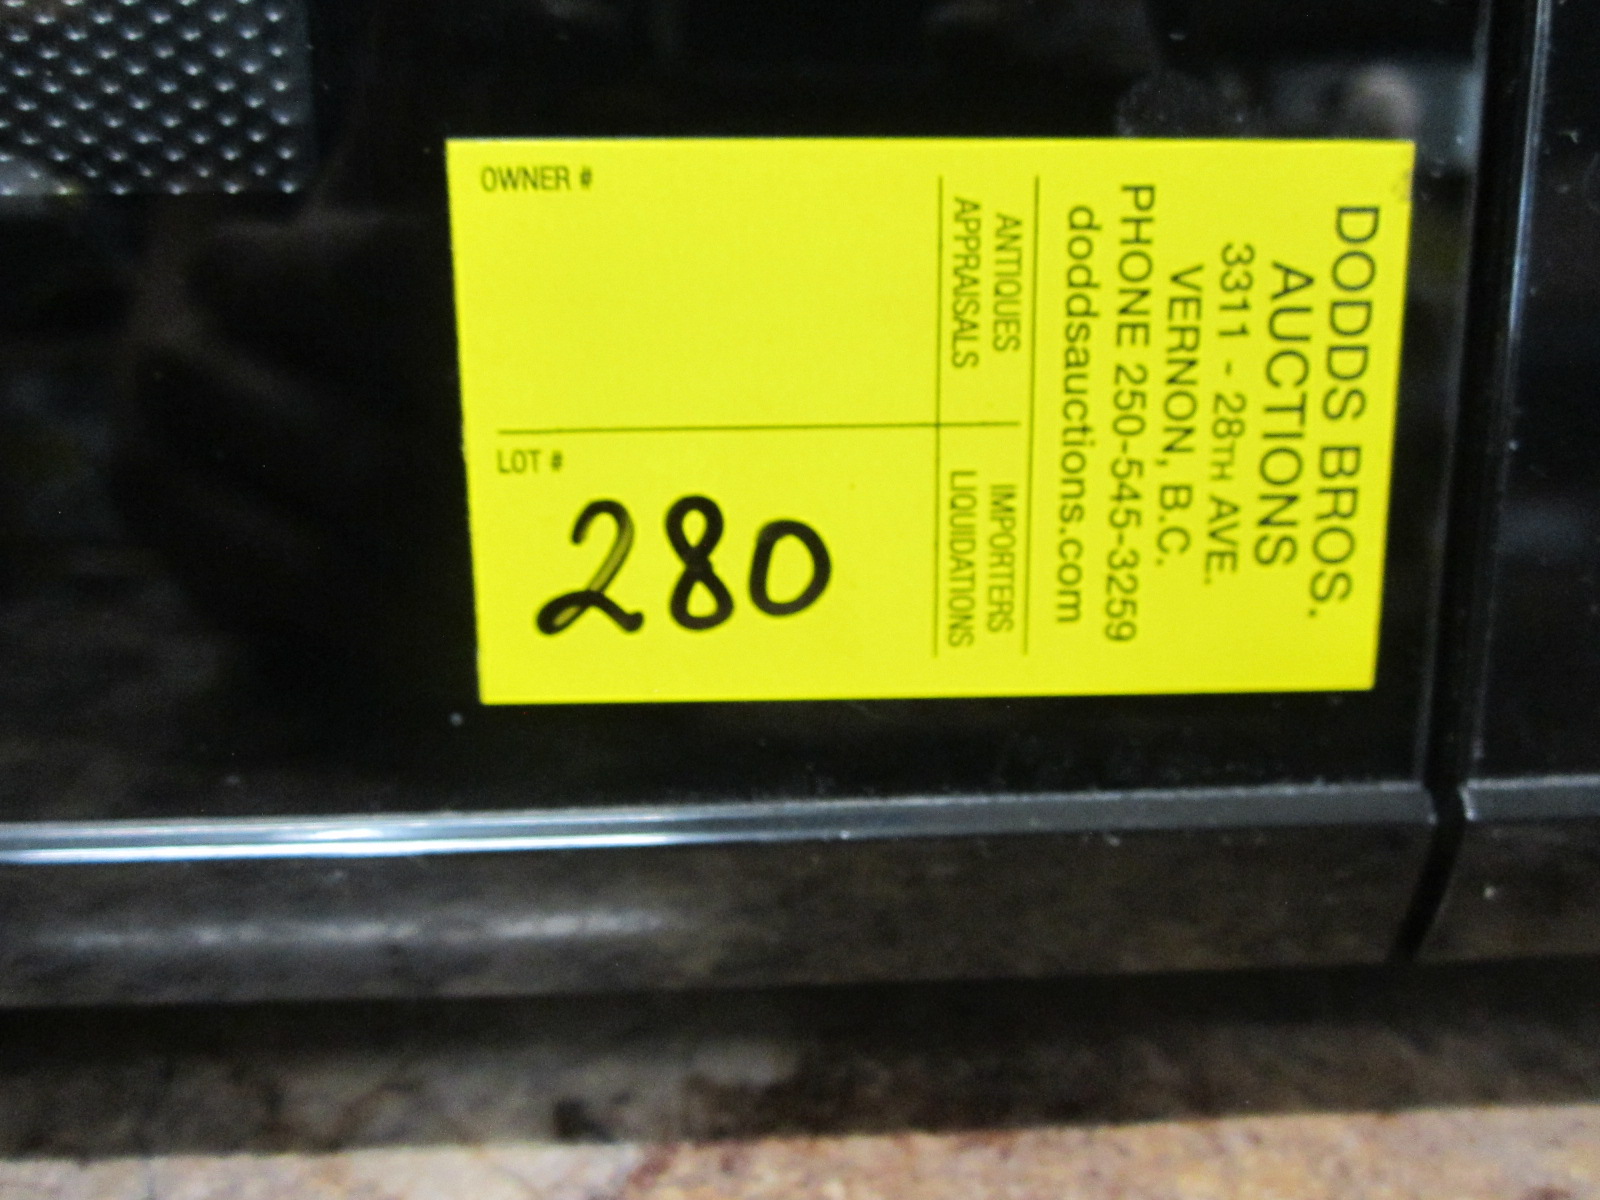 DODDS BROS.
AUCTIONS
3311 - 28TH AVE.
VERNON, B.C.
PHONE 250-545-3259
doddsauctions.com
ANTIQUES
APPRAISALS
IMPORTERS
LIQUIDATIONS
OWNER #
LOT #
280